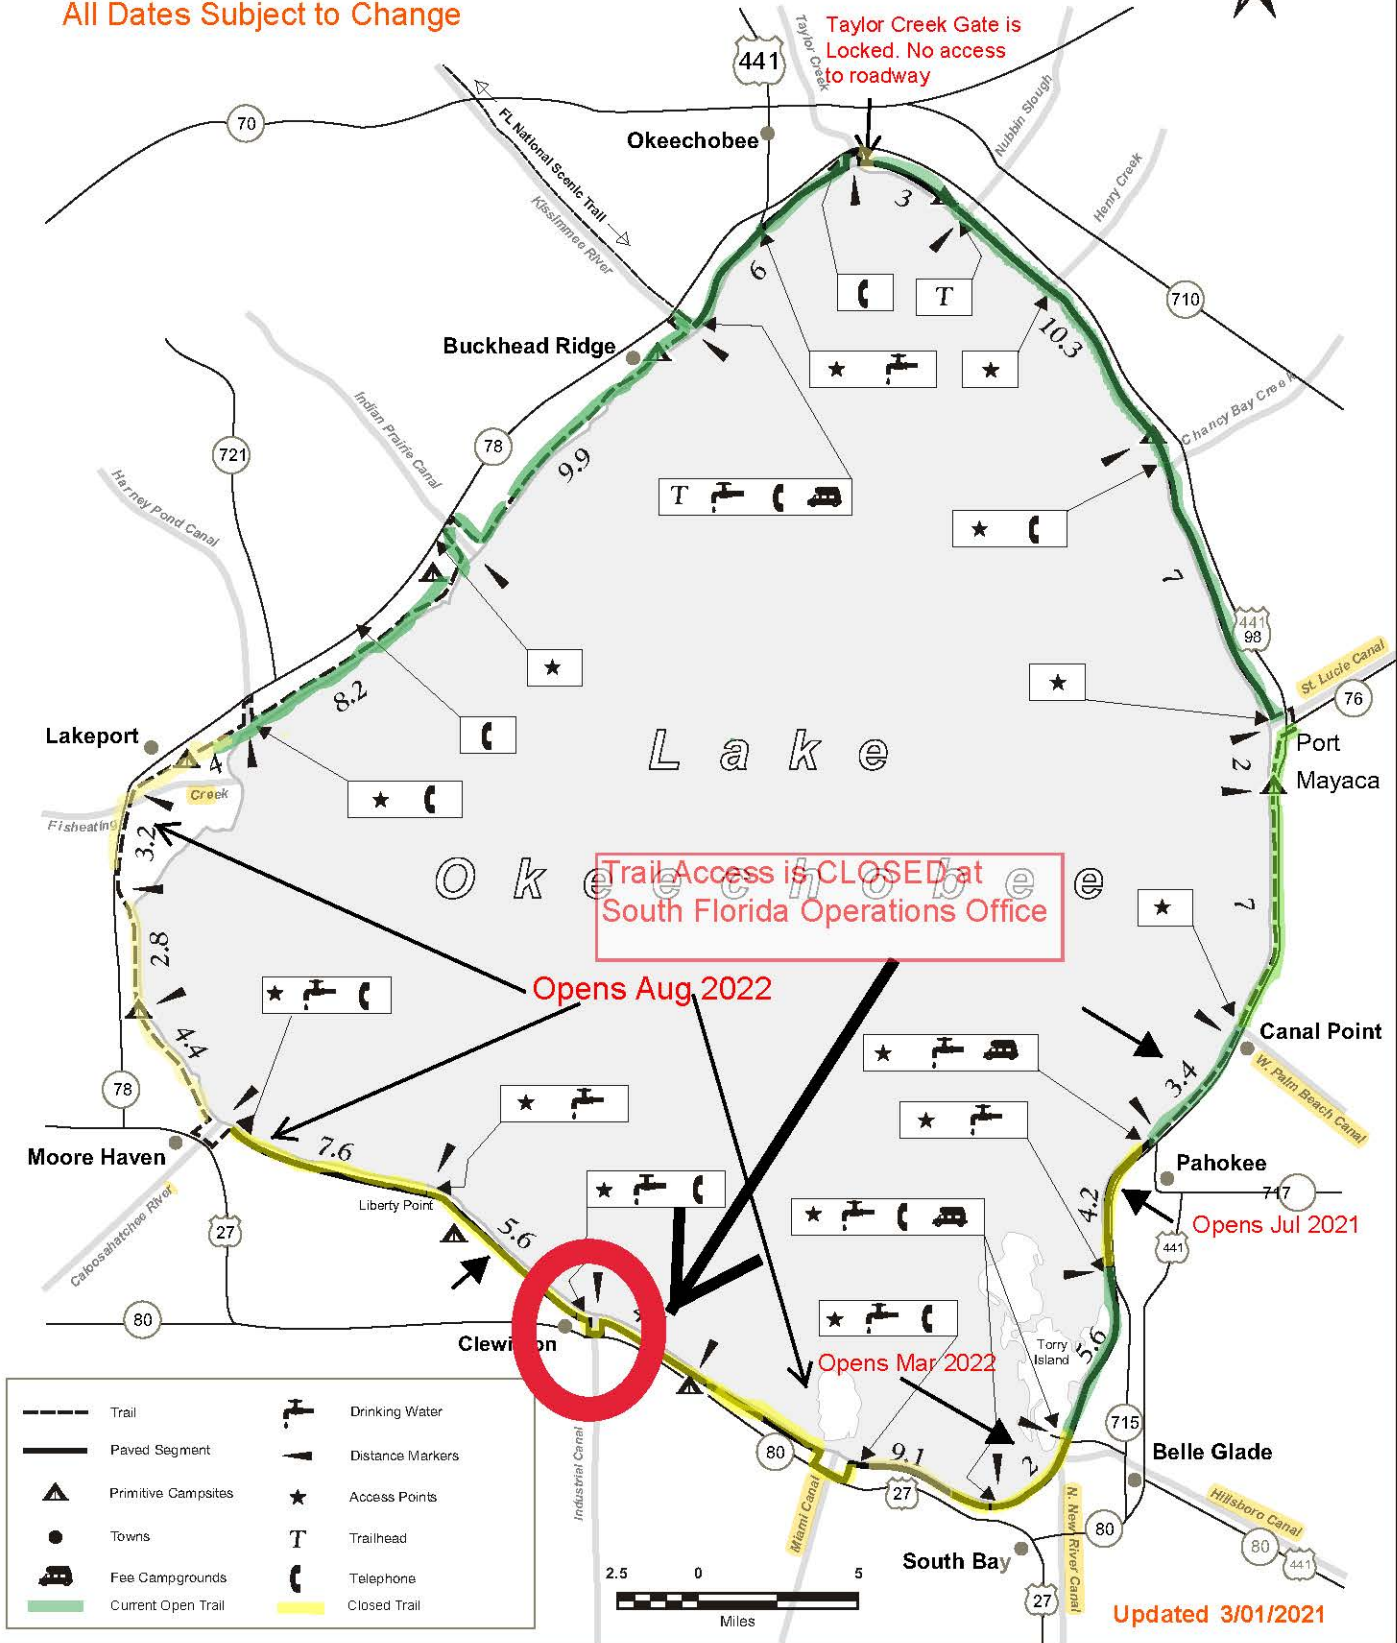 All Dates Subject to Change
Taylor Creek Gate is
Locked. No access
to roadway
441
Taylor Creek
70
Okeechobee
FL National Scenic Trail
Kissimmee River
Nubbin Slough
Henry Creek
3
6
T
710
Buckhead Ridge
10.3
Indian Prairie Canal
78
Chancy Bay Creek
721
9.9
T
Harney Pond Canal
7
441
98
St. Lucie Canal
76
8.2
Lakeport
4
Creek
Fisheating
Lake
Port
Mayaca
2
3.2
Okeechobee
Trail Access is CLOSED at
South Florida Operations Office
7
2.8
Opens Aug 2022
4.4
Canal Point
W. Palm Beach Canal
3.4
78
Moore Haven
7.6
Liberty Point
Pahokee
717
4.2
Opens Jul 2021
441
Caloosahatchee River
27
5.6
80
Clewiston
4
Opens Mar 2022
Torry
Island
5.6
715
Belle Glade
80
9.1
2
27
Industrial Canal
Miami Canal
N. New River Canal
Hillsboro Canal
80
80
441
South Bay
27
Trail
Drinking Water
Paved Segment
Distance Markers
Primitive Campsites
Access Points
Towns
T
Trailhead
Fee Campgrounds
Telephone
Current Open Trail
Closed Trail
2.5 0 5
Miles
Updated 3/01/2021